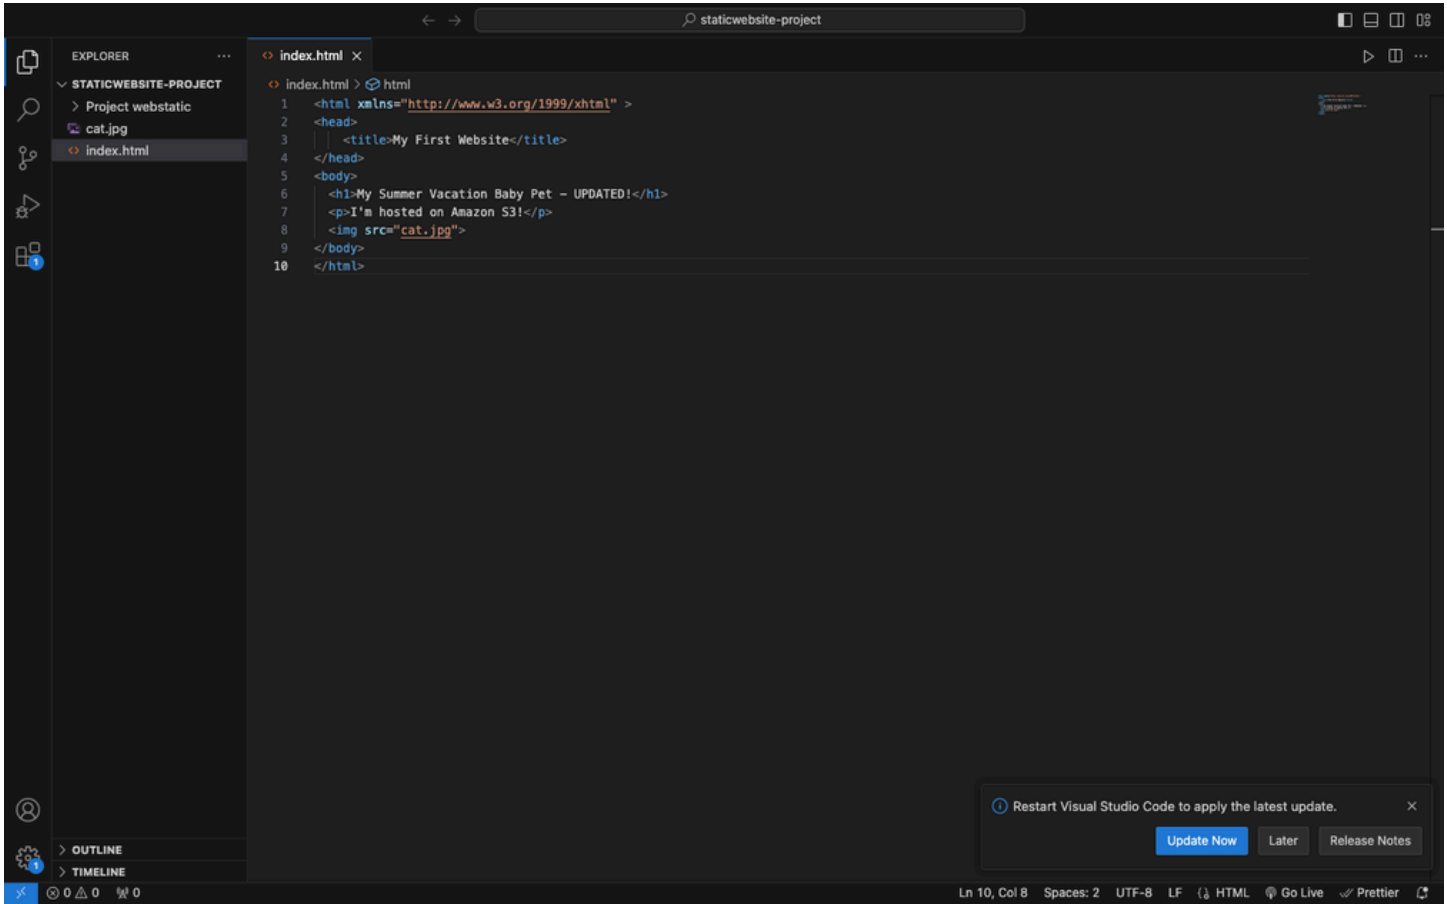 staticwebsite-project
EXPLORER
STATICWEBSITE-PROJECT
Project webstatic
cat.jpg
index.html
index.html
index.html > html
1 <html xmlns="http://www.w3.org/1999/xhtml" >
2 <head>
3 <title>My First Website</title>
4 </head>
5 <body>
6 <h1>My Summer Vacation Baby Pet – UPDATED!</h1>
7 <p>I'm hosted on Amazon S3!</p>
8 <img src="cat.jpg">
9 </body>
10 </html>
1
Restart Visual Studio Code to apply the latest update.
Update Now Later Release Notes
OUTLINE
1
TIMELINE
0 0 0 Ln 10, Col 8 Spaces: 2 UTF-8 LF HTML Go Live Prettier